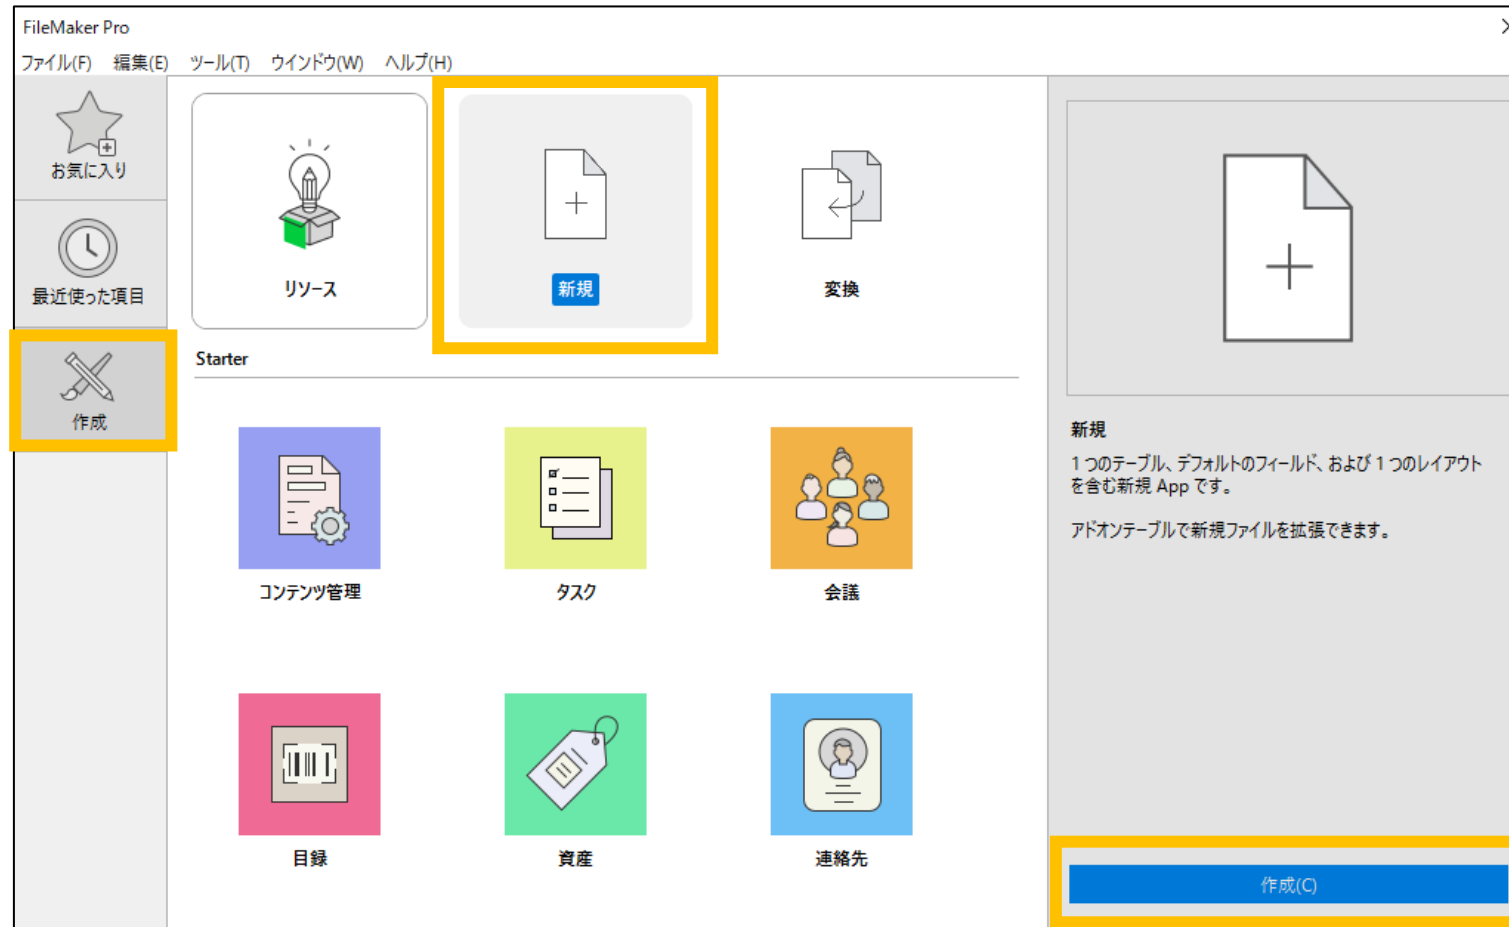 FileMaker Pro
ファイル(F) 編集(E) ツール(T) ウインドウ(W) ヘルプ(H)
お気に入り
最近使った項目
作成
リソース
新規
変換
Starter
コンテンツ管理
タスク
会議
目録
資産
連絡先
新規
1 つのテーブル、デフォルトのフィールド、および 1 つのレイアウト
を含む新規 App です。
アドオンテーブルで新規ファイルを拡張できます。
作成(C)